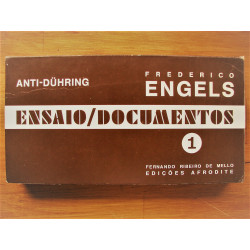 FREDERICO
ANTI-DÜHRING ENGELS
ENSAIO/DOCUMENTOS
1
FERNANDO RIBEIRO DE MELLO
EDIÇÕES AFRODITE